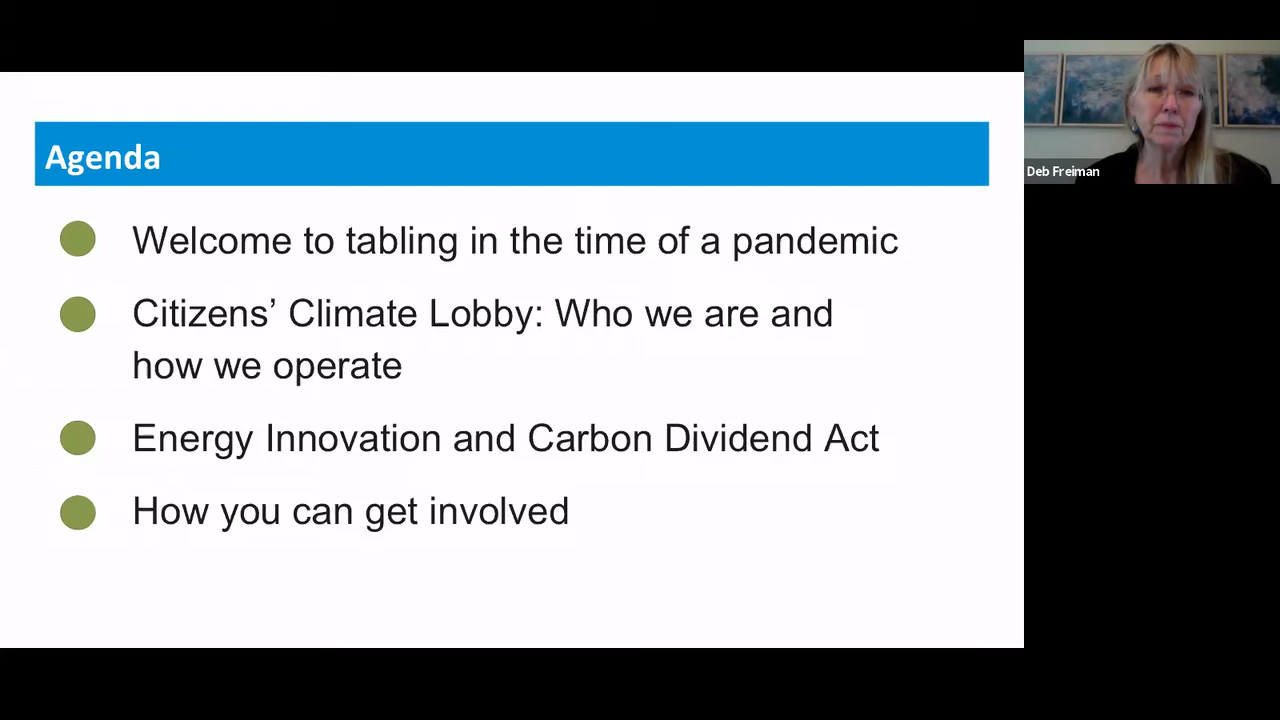 Agenda
Welcome to tabling in the time of a pandemic
Citizens’ Climate Lobby: Who we are and
how we operate
Energy Innovation and Carbon Dividend Act
How you can get involved
Deb Freiman